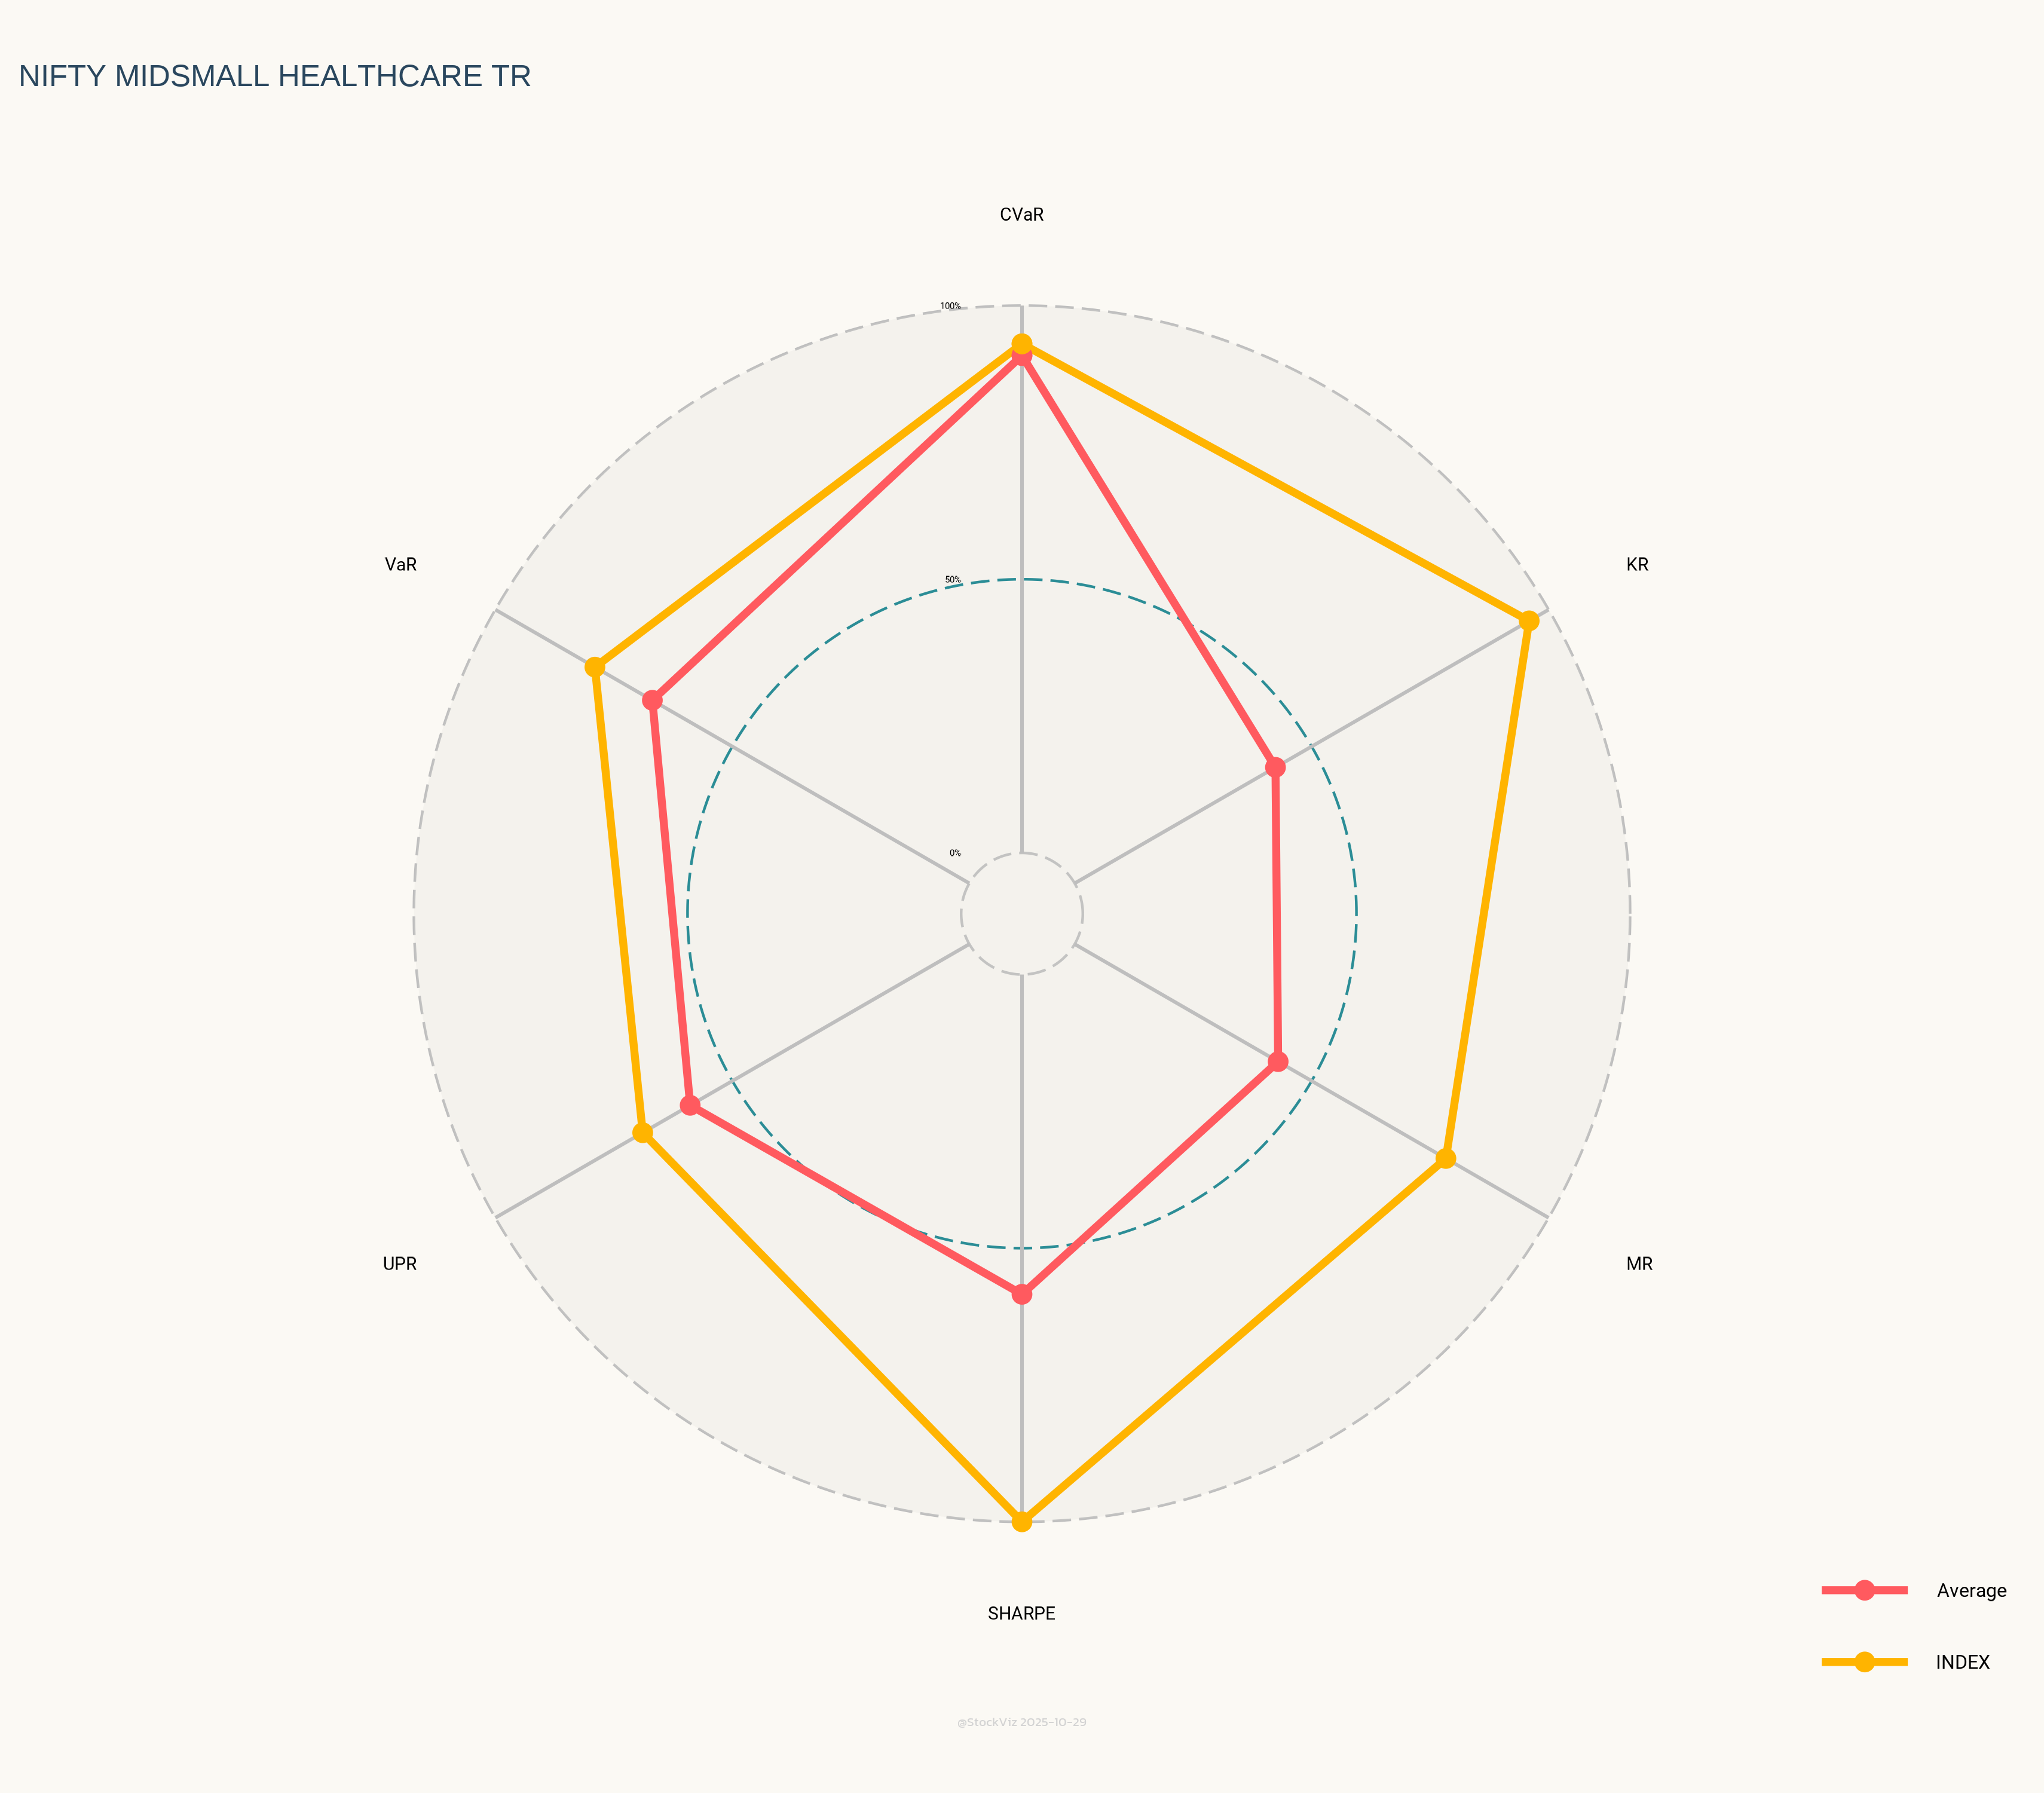 NIFTY MIDSMALL HEALTHCARE TR
CVaR
100%
VaR
KR
50%
0%
UPR
MR
SHARPE
Average
INDEX
@StockViz 2025-10-29